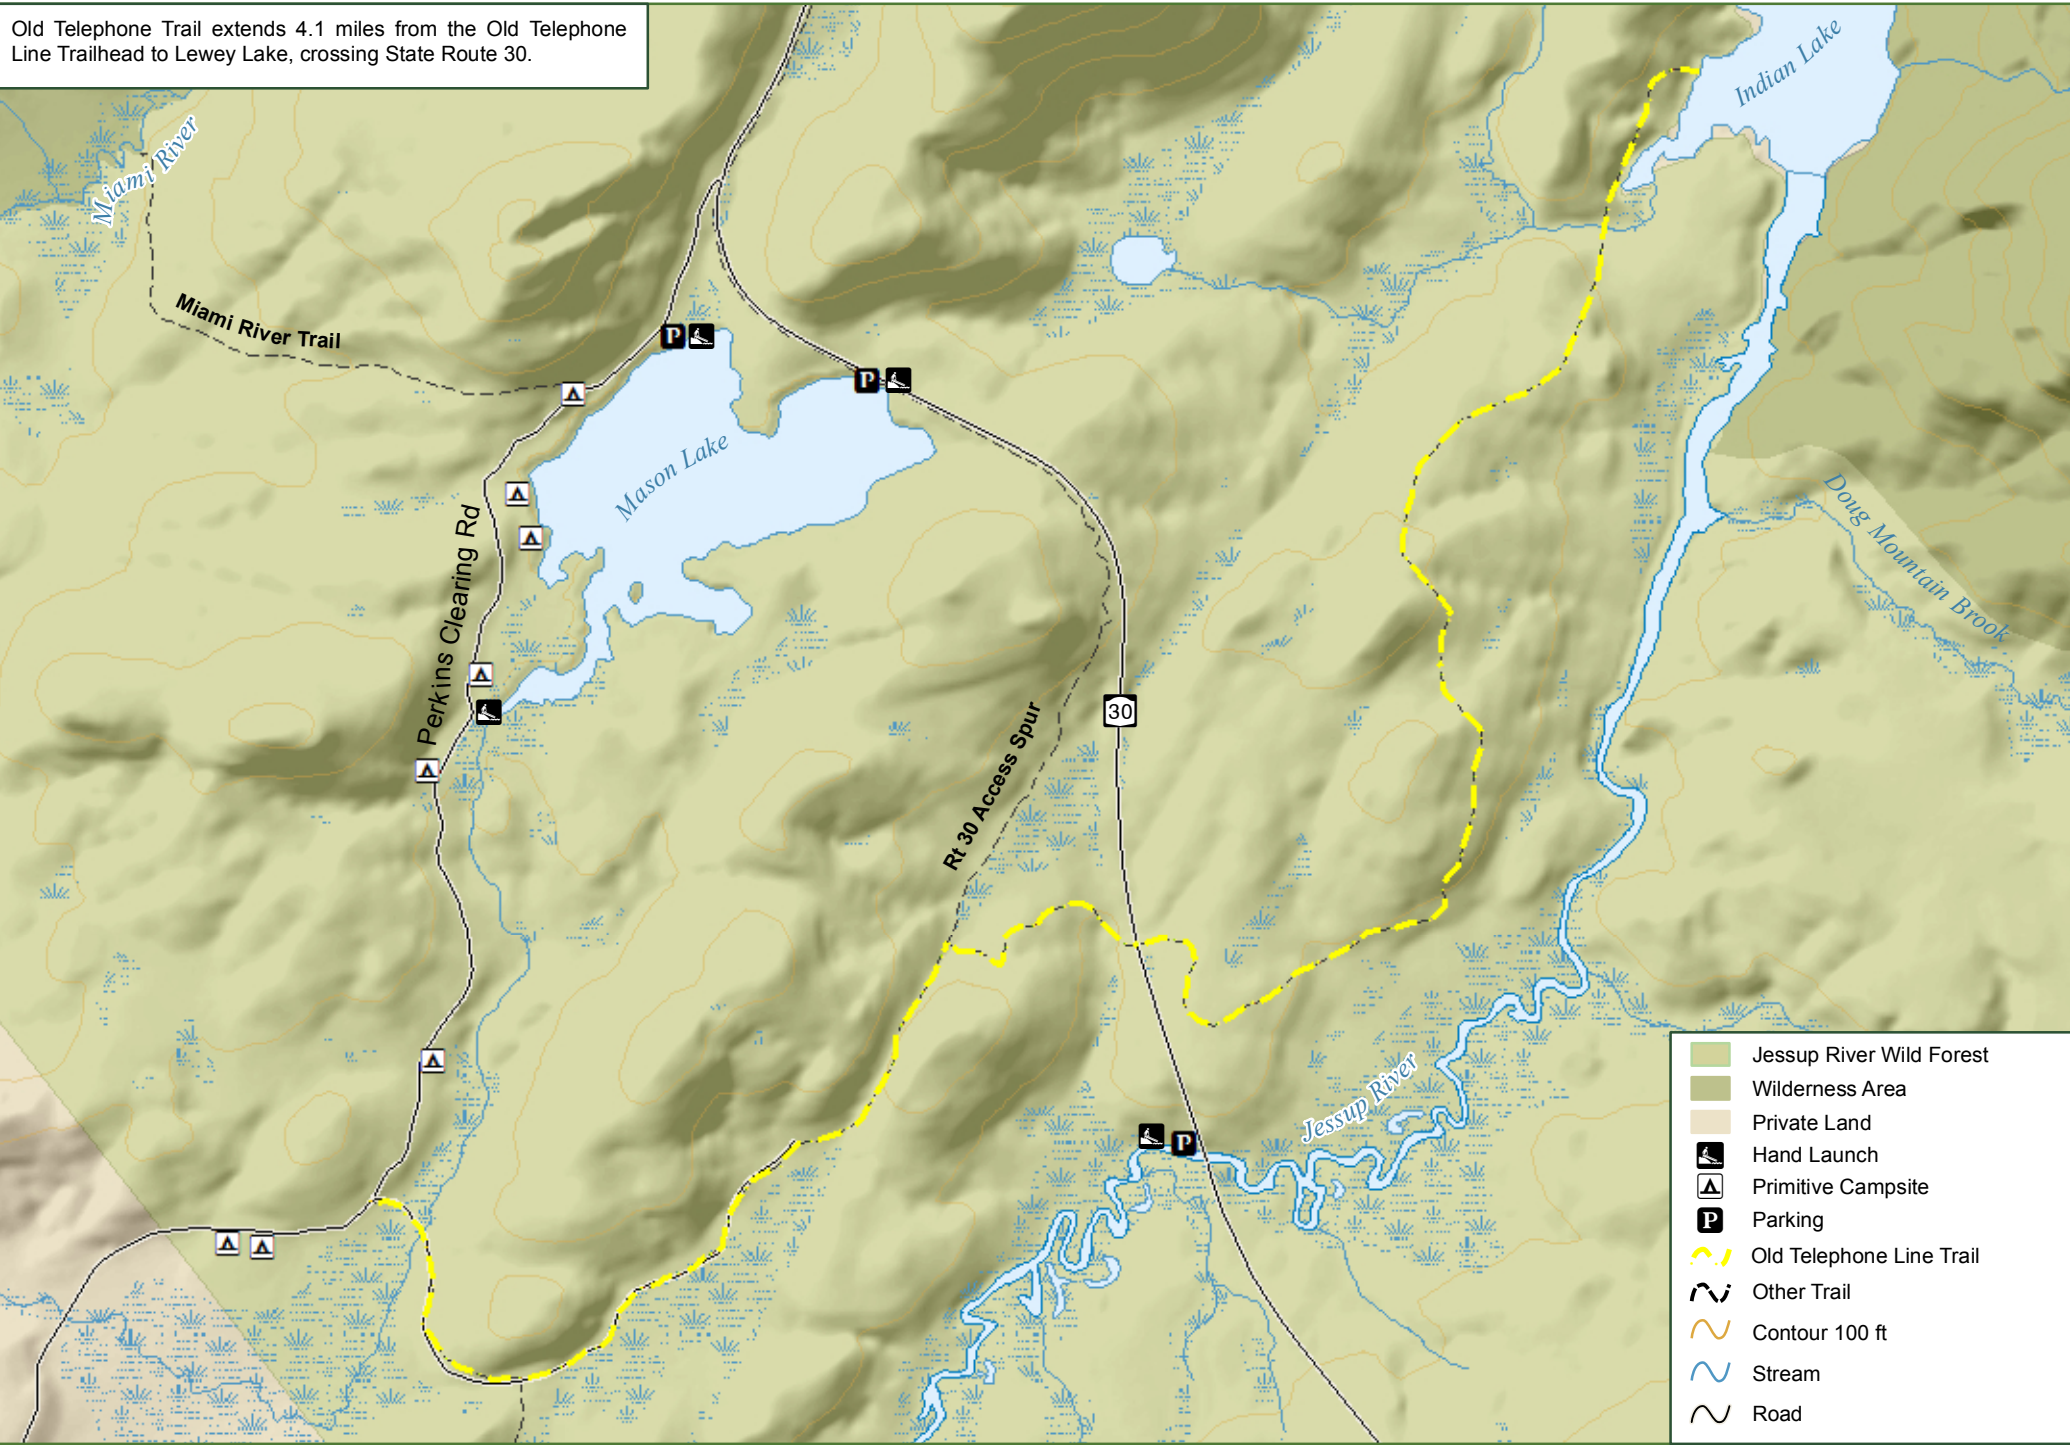 Old Telephone Trail extends 4.1 miles from the Old Telephone
Line Trailhead to Lewey Lake, crossing State Route 30.
Indian Lake
Miami River
Miami River Trail
P
P
Mason Lake
Perkins Clearing Rd
Doug Mountain Brook
30
Rt 30 Access Spur
Jessup River
P
Jessup River Wild Forest
Wilderness Area
Private Land
Hand Launch
Primitive Campsite
P Parking
Old Telephone Line Trail
Other Trail
Contour 100 ft
Stream
Road